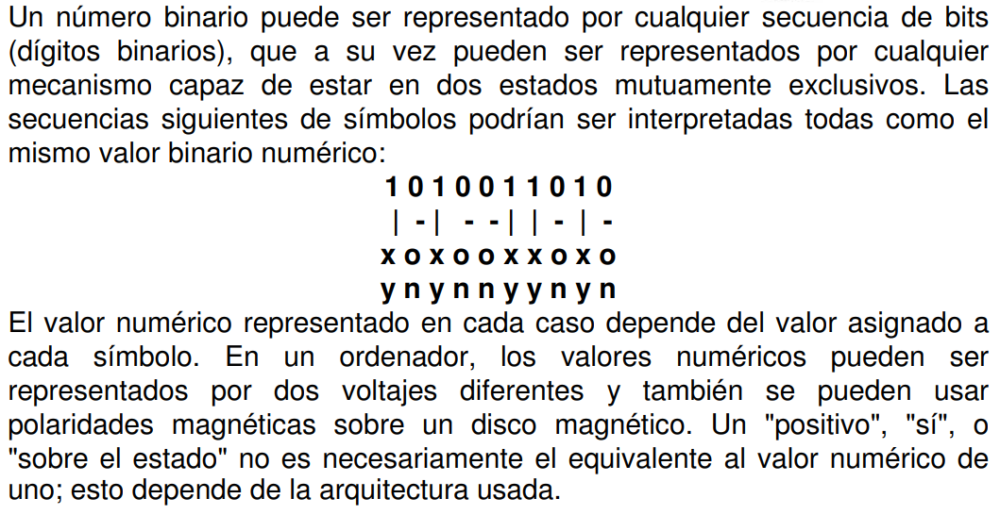 Un número binario puede ser representado por cualquier secuencia de bits
(dígitos binarios), que a su vez pueden ser representados por cualquier
mecanismo capaz de estar en dos estados mutuamente exclusivos. Las
secuencias siguientes de símbolos podrían ser interpretadas todas como el
mismo valor binario numérico:
1 0 1 0 0 1 1 0 1 0
| - | - - | | - | -
x o x o o x x o x o
y n y n n y y n y n
El valor numérico representado en cada caso depende del valor asignado a
cada símbolo. En un ordenador, los valores numéricos pueden ser
representados por dos voltajes diferentes y también se pueden usar
polaridades magnéticas sobre un disco magnético. Un "positivo", "sí", o
"sobre el estado" no es necesariamente el equivalente al valor numérico de
uno; esto depende de la arquitectura usada.